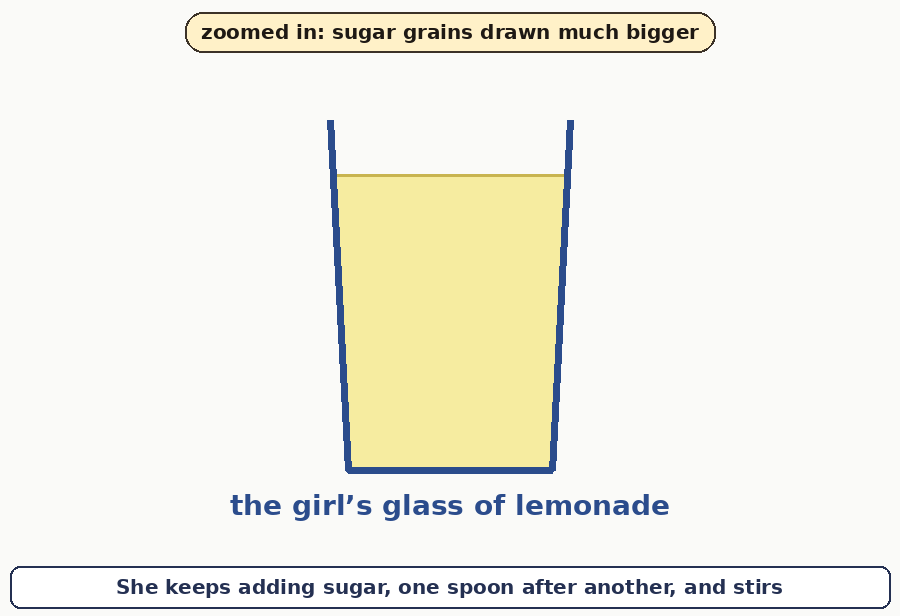 zoomed in: sugar grains drawn much bigger
the girl’s glass of lemonade
She keeps adding sugar, one spoon after another, and stirs